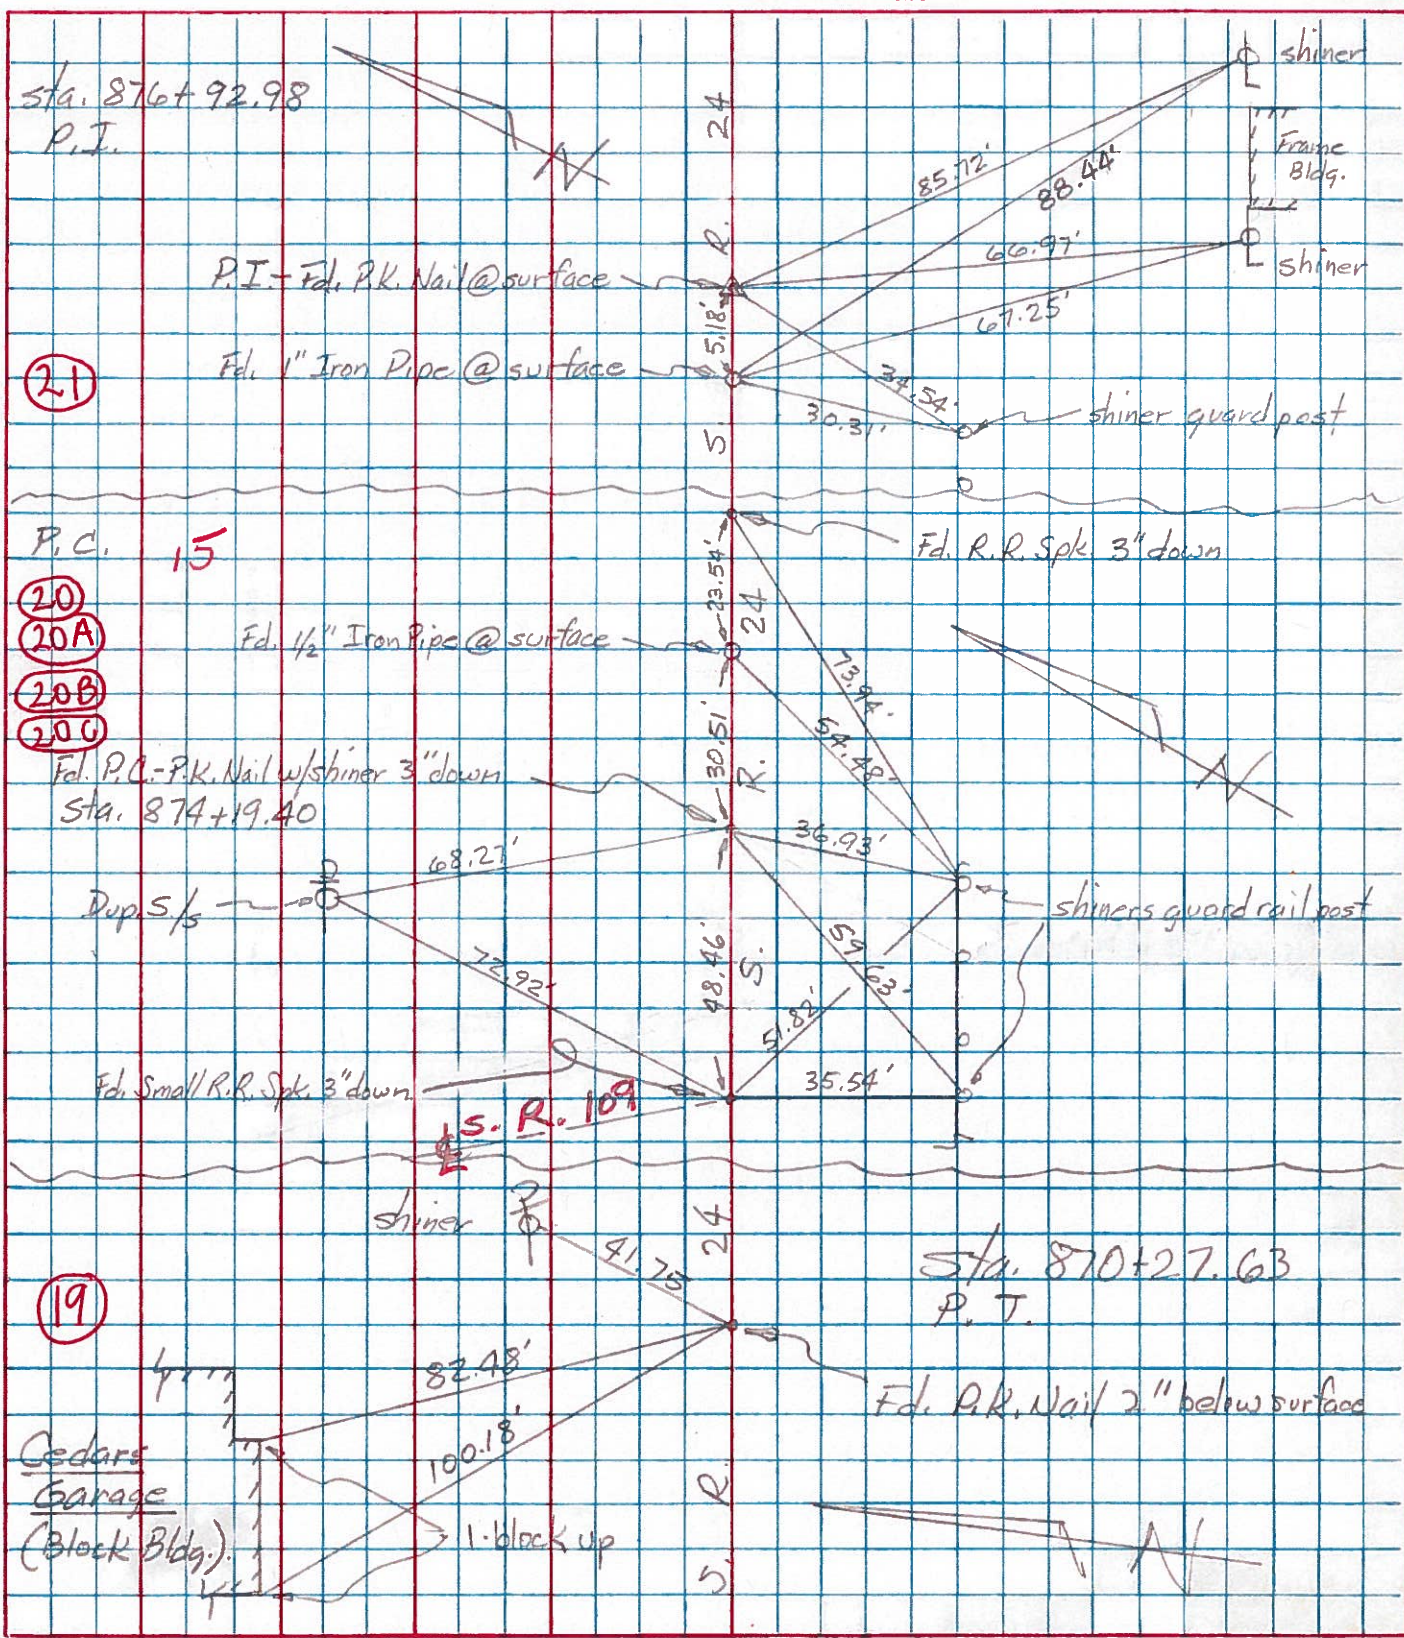 sta. 876+92.98
P.I.
shiner
Frame
Bldg.
shiner
24
R.
S.
85.72'
88.44'
66.97'
67.25'
P.I.- Fd. P.K. Nail @ surface
5.18'
Fd. 1" Iron Pipe @ surface
21
34.54'
30.31'
shiner guard post
N
P.C.
15
20
20A
20B
20C
Fd. R.R. Spk. 3" down
23.54'
24
Fd. 1/2" Iron Pipe @ surface
73.94'
54.48'
30.51'
R.
N
Fd. P.C.-P.K. Nail w/shiner 3" down
Sta. 874+19.40
68.27'
36.93'
Dup. S/s
shiners guard rail post
72.92'
48.46'
S.
59.63'
51.82'
Fd. Small R.R. Spk. 3" down
35.54'
℄ S. R. 109
shiner
24
41.75
Sta. 870+27.63
P.T.
19
82.48'
Fd. P.K. Nail 2" below surface
100.18'
Cedars
Garage
(Block Bldg.)
1-block up
R.
S.
N